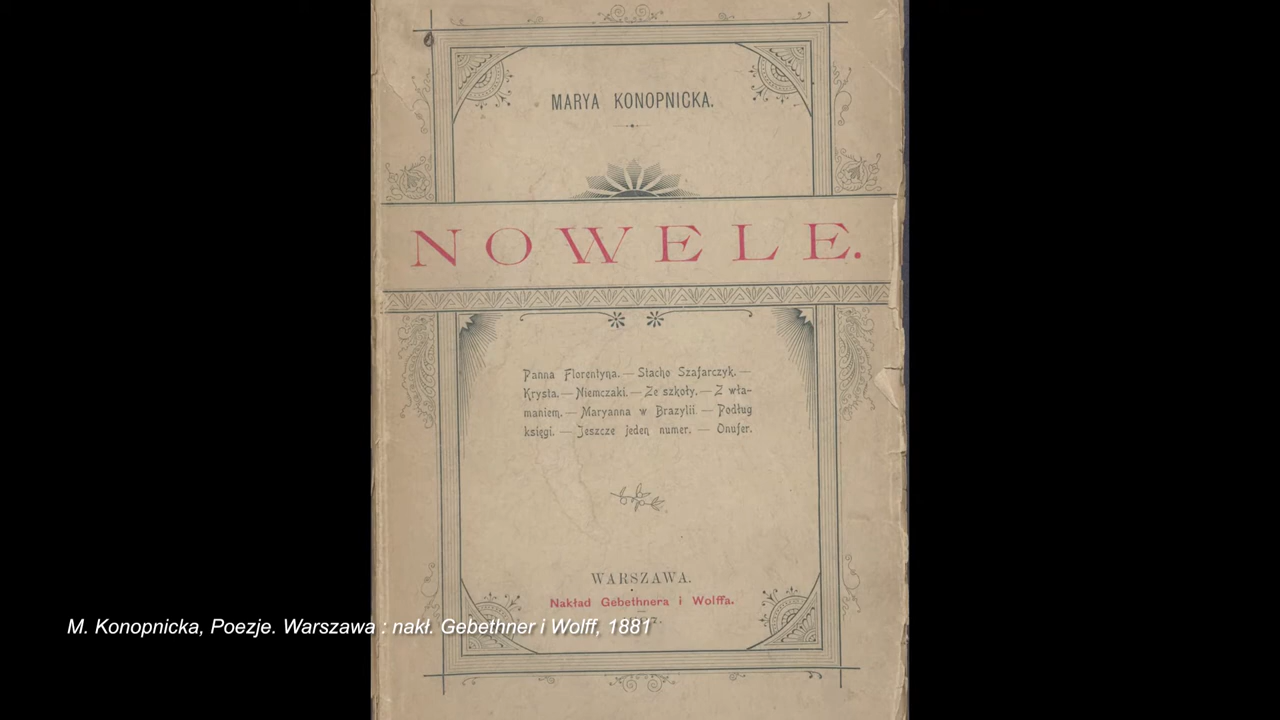 MARYA KONOPNICKA.
NOWELE.
Panna Florentyna. — Stacho Szafarczyk. —
Krysta. — Niemczaki. — Ze szkoły. — Z wła-
maniem. — Maryanna w Brazylii — Podług
księgi. — Jeszcze jeden numer. — Onufer.
WARSZAWA.
Nakład Gebethnera i Wolffa.
M. Konopnicka, Poezje. Warszawa : nakł. Gebethner i Wolff, 1881